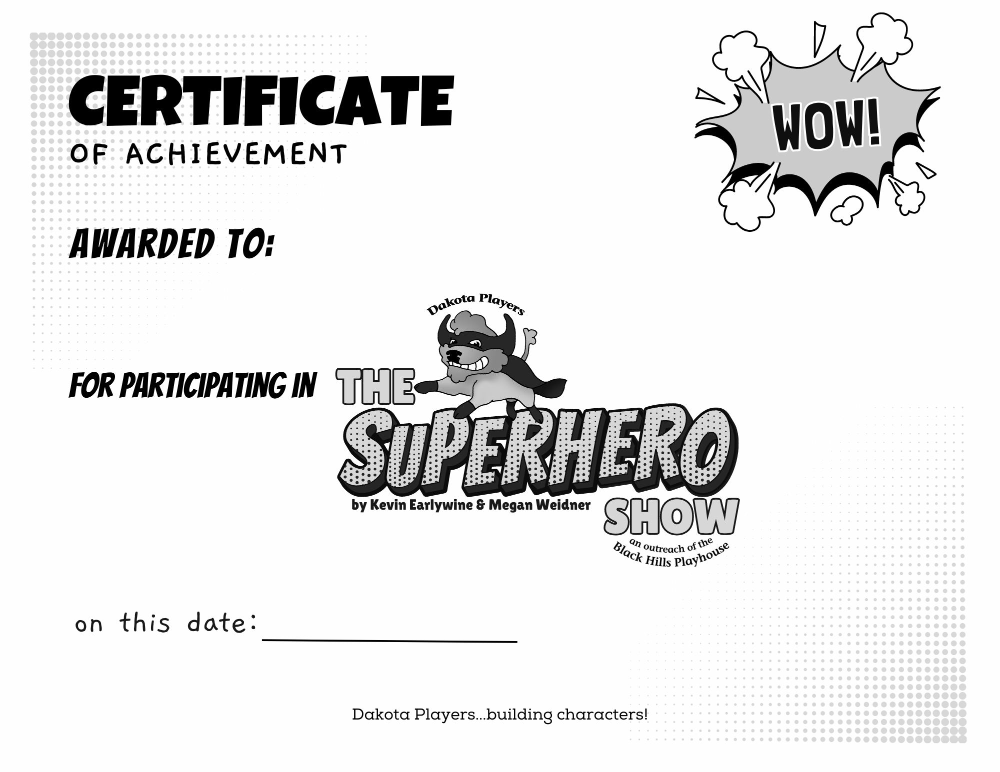 CERTIFICATE
OF ACHIEVEMENT
WOW!
AWARDED TO:
Dakota Players
FOR PARTICIPATING IN
THE
SUPERHERO
by Kevin Earlywine & Megan Weidner
SHOW
an outreach of the
Black Hills Playhouse
on this date:
Dakota Players...building characters!